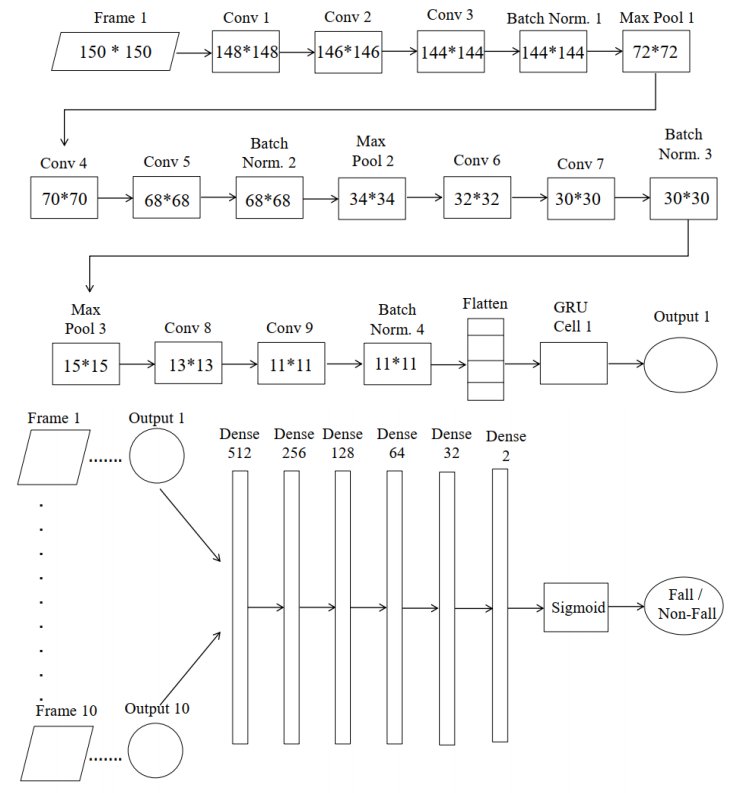 Frame 1
Conv 1
Conv 2
Conv 3
Batch Norm. 1
Max Pool 1
150 * 150
148*148
146*146
144*144
144*144
72*72
Conv 4
Conv 5
Batch
Norm. 2
Max
Pool 2
Conv 6
Conv 7
Batch
Norm. 3
70*70
68*68
68*68
34*34
32*32
30*30
30*30
Max
Pool 3
Conv 8
Conv 9
Batch
Norm. 4
Flatten
GRU
Cell 1
Output 1
15*15
13*13
11*11
11*11
Frame 1
Output 1
Dense
512
Dense
256
Dense
128
Dense
64
Dense
32
Dense
2
Sigmoid
Fall /
Non-Fall
Frame 10
Output 10